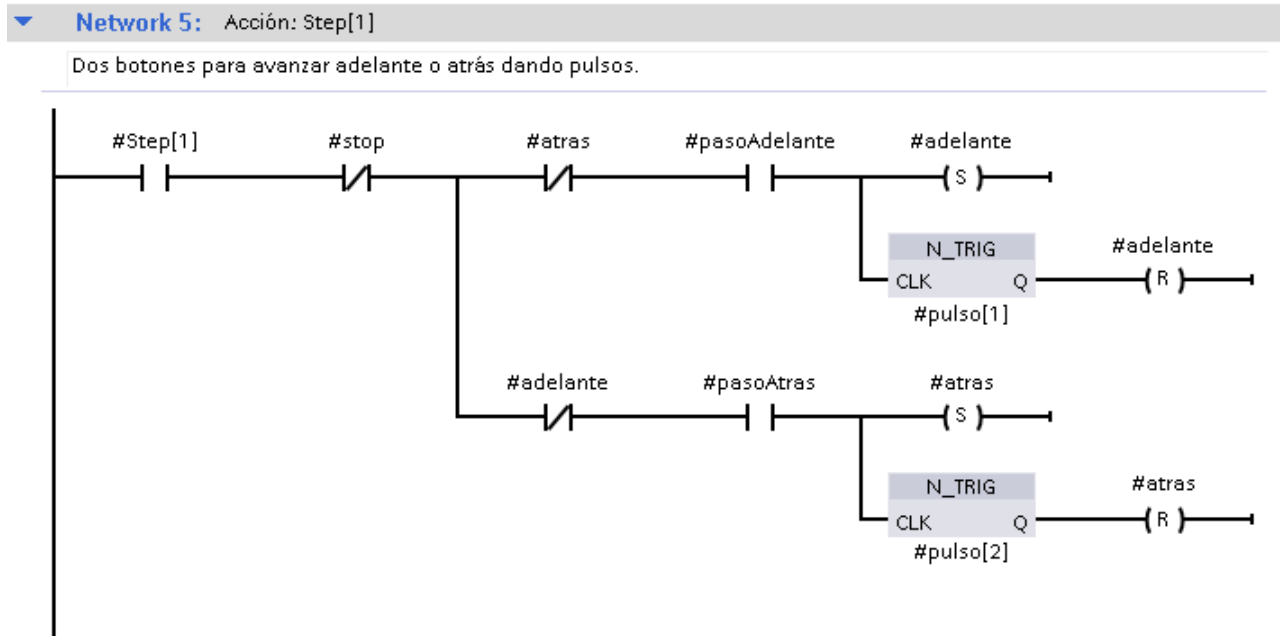 Network 5: Acción: Step[1]
Dos botones para avanzar adelante o atrás dando pulsos.
#Step[1] #stop #atras #pasoAdelante #adelante
S
N_TRIG #adelante
CLK Q R
#pulso[1]
#adelante #pasoAtras #atras
S
N_TRIG #atras
CLK Q R
#pulso[2]